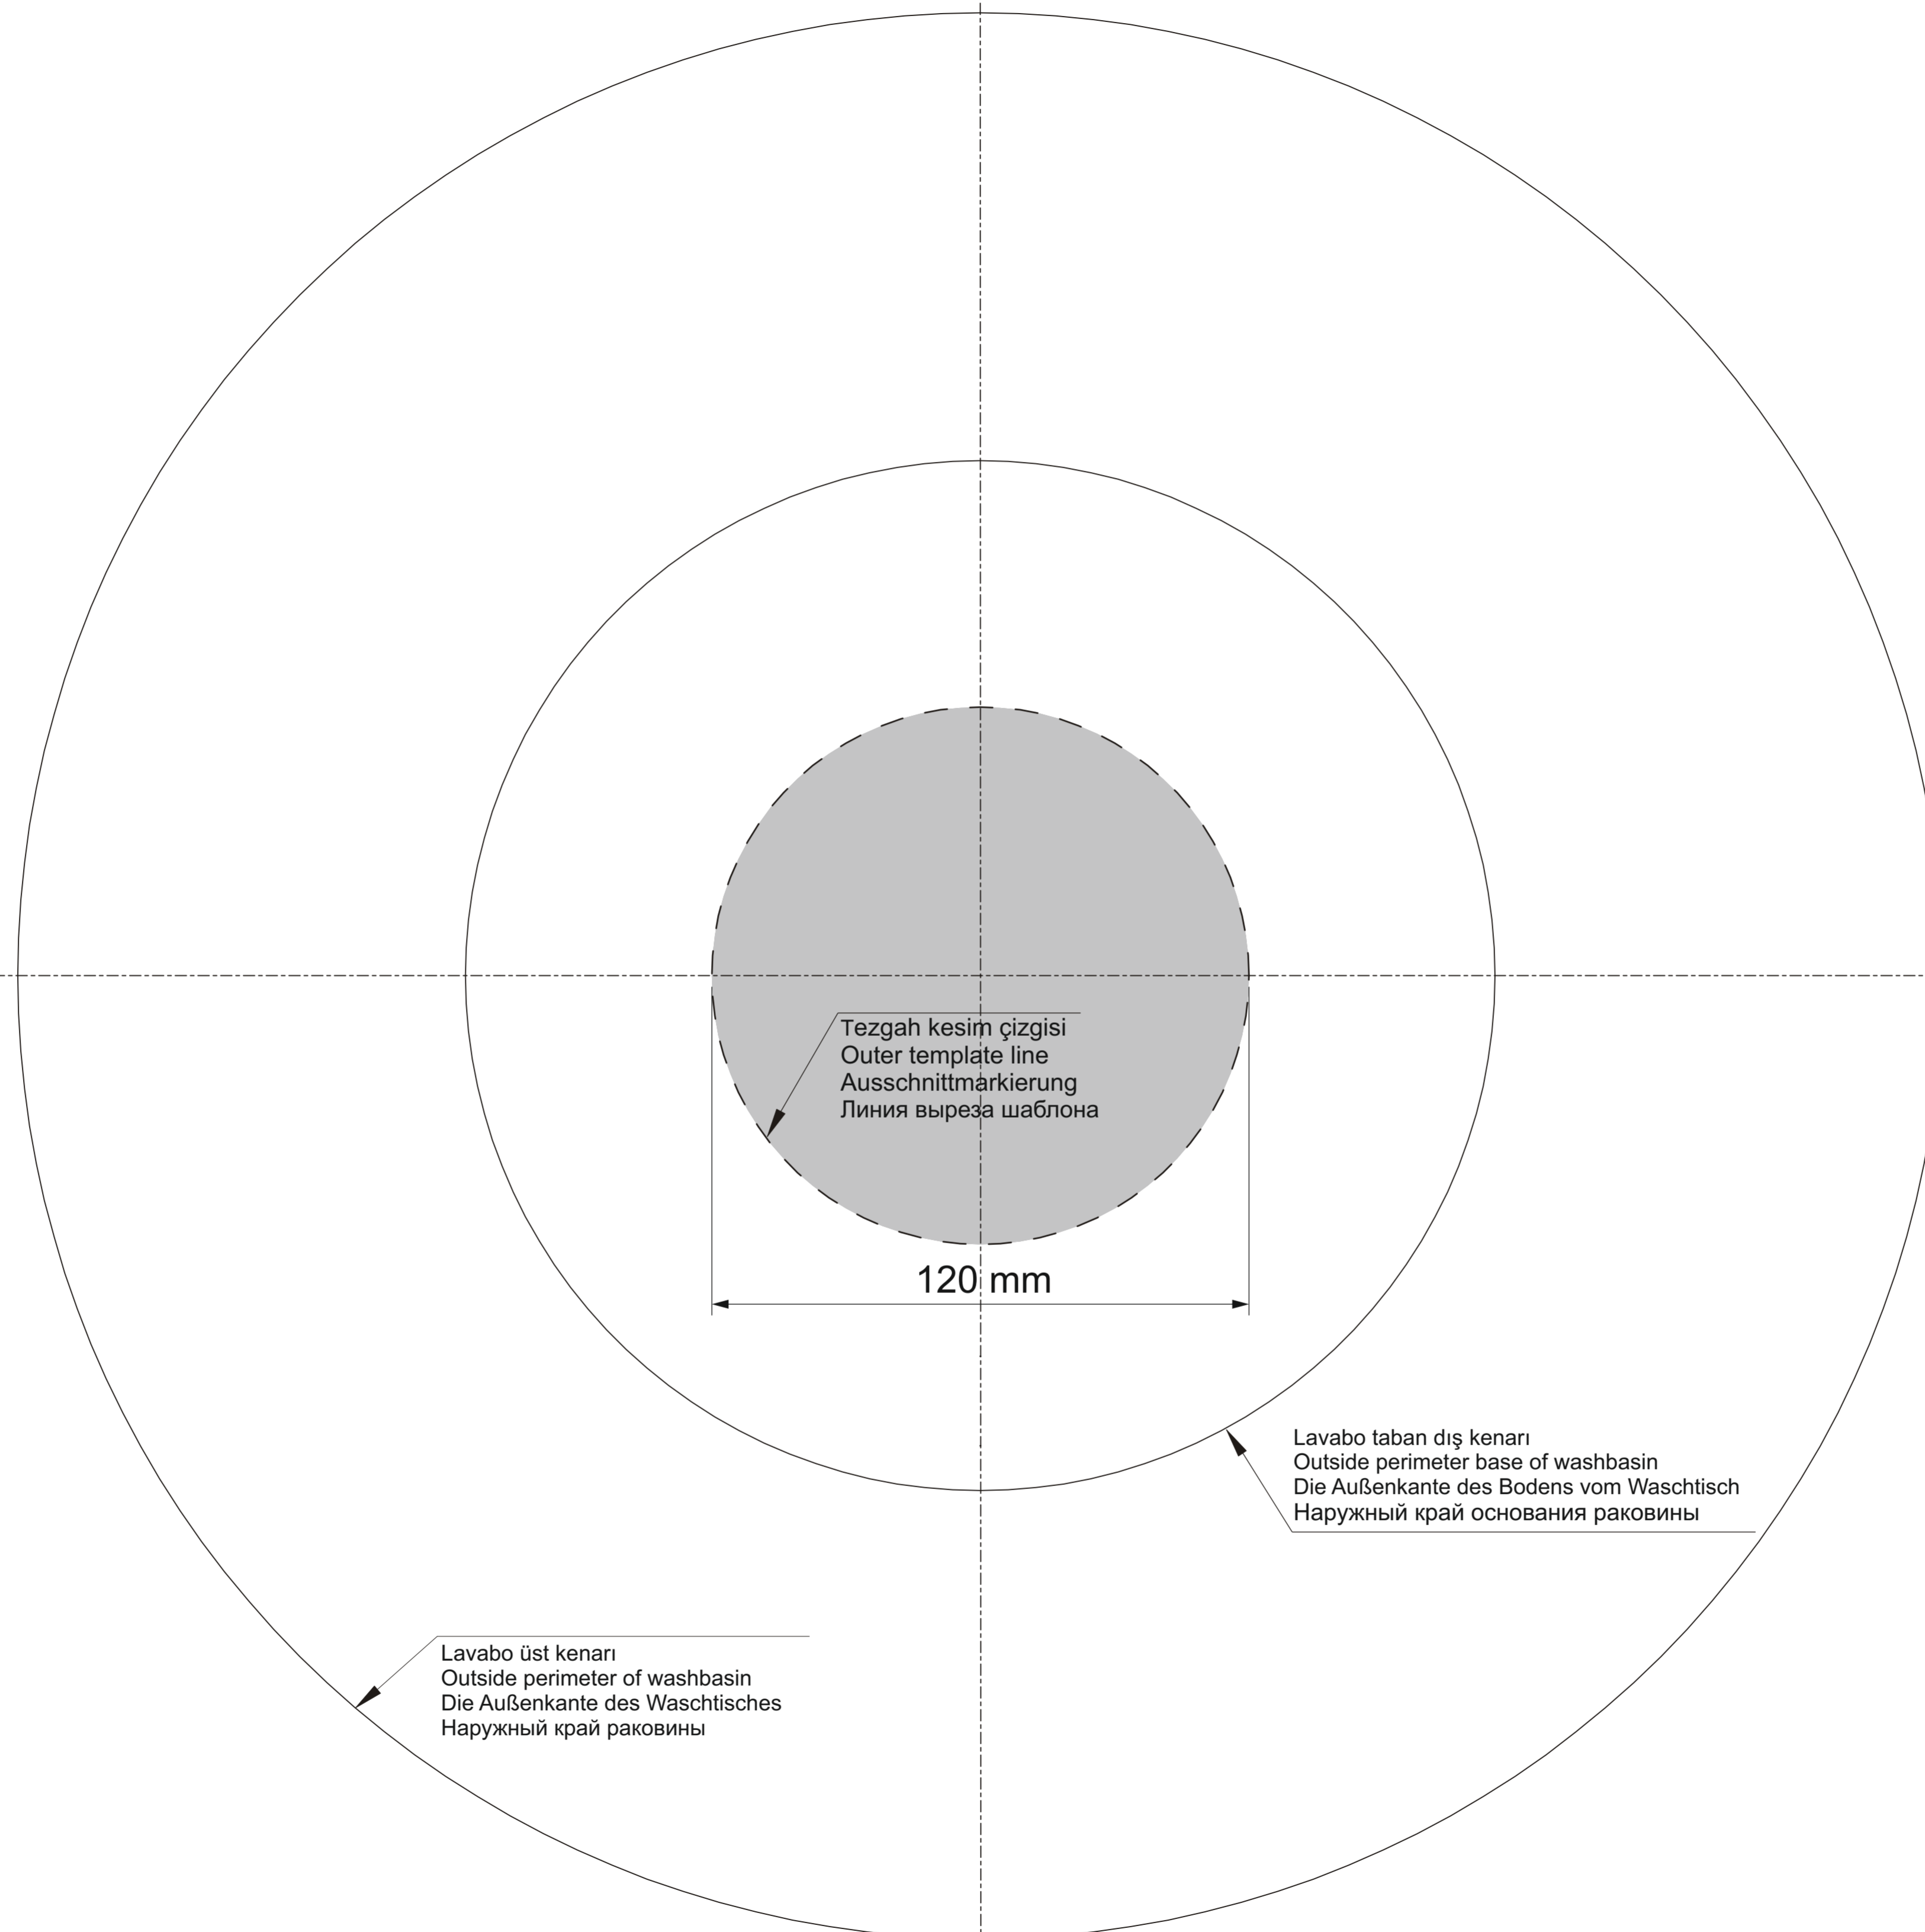 Tezgah kesim çizgisi
Outer template line
Ausschnittmarkierung
Линия выреза шаблона
120 mm
Lavabo taban dış kenarı
Outside perimeter base of washbasin
Die Außenkante des Bodens vom Waschtisch
Наружный край основания раковины
Lavabo üst kenarı
Outside perimeter of washbasin
Die Außenkante des Waschtisches
Наружный край раковины